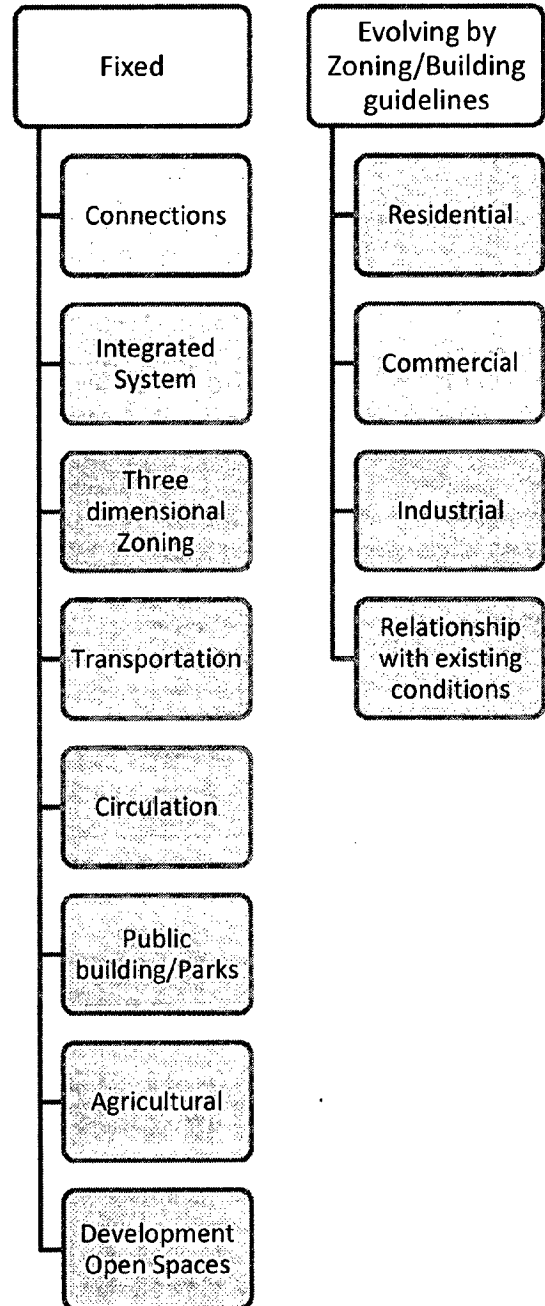 Fixed
Connections
Integrated
System
Three
dimensional
Zoning
Transportation
Circulation
Public
building/Parks
Agricultural
Development
Open Spaces
Evolving by
Zoning/Building
guidelines
Residential
Commercial
Industrial
Relationship
with existing
conditions